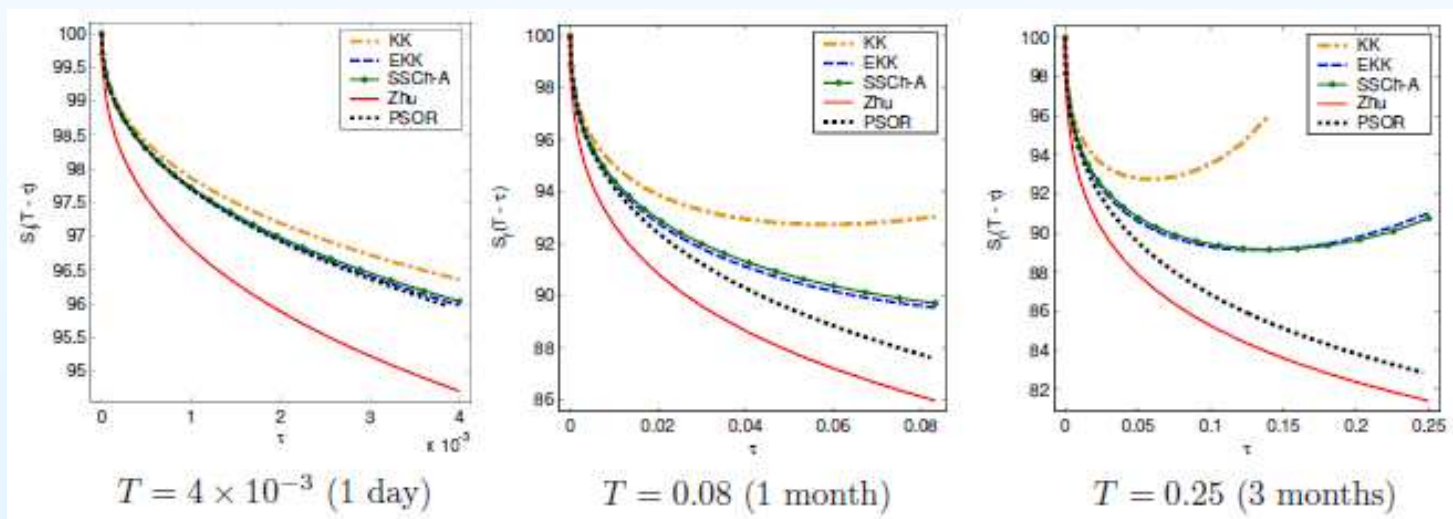 100
99.5
99
98.5
98
97.5
97
96.5
96
95.5
95
0
1
2
3
4
τ
x 10⁻³
KK
EKK
SSCh-A
Zhu
PSOR
T = 4 × 10⁻³ (1 day)
S_f(T - τ)
100
98
96
94
92
90
88
86
0
0.02
0.04
0.06
0.08
τ
KK
EKK
SSCh-A
Zhu
PSOR
T = 0.08 (1 month)
S_f(T - τ)
100
98
96
94
92
90
88
86
84
82
0
0.05
0.1
0.15
0.2
0.25
τ
KK
EKK
SSCh-A
Zhu
PSOR
T = 0.25 (3 months)